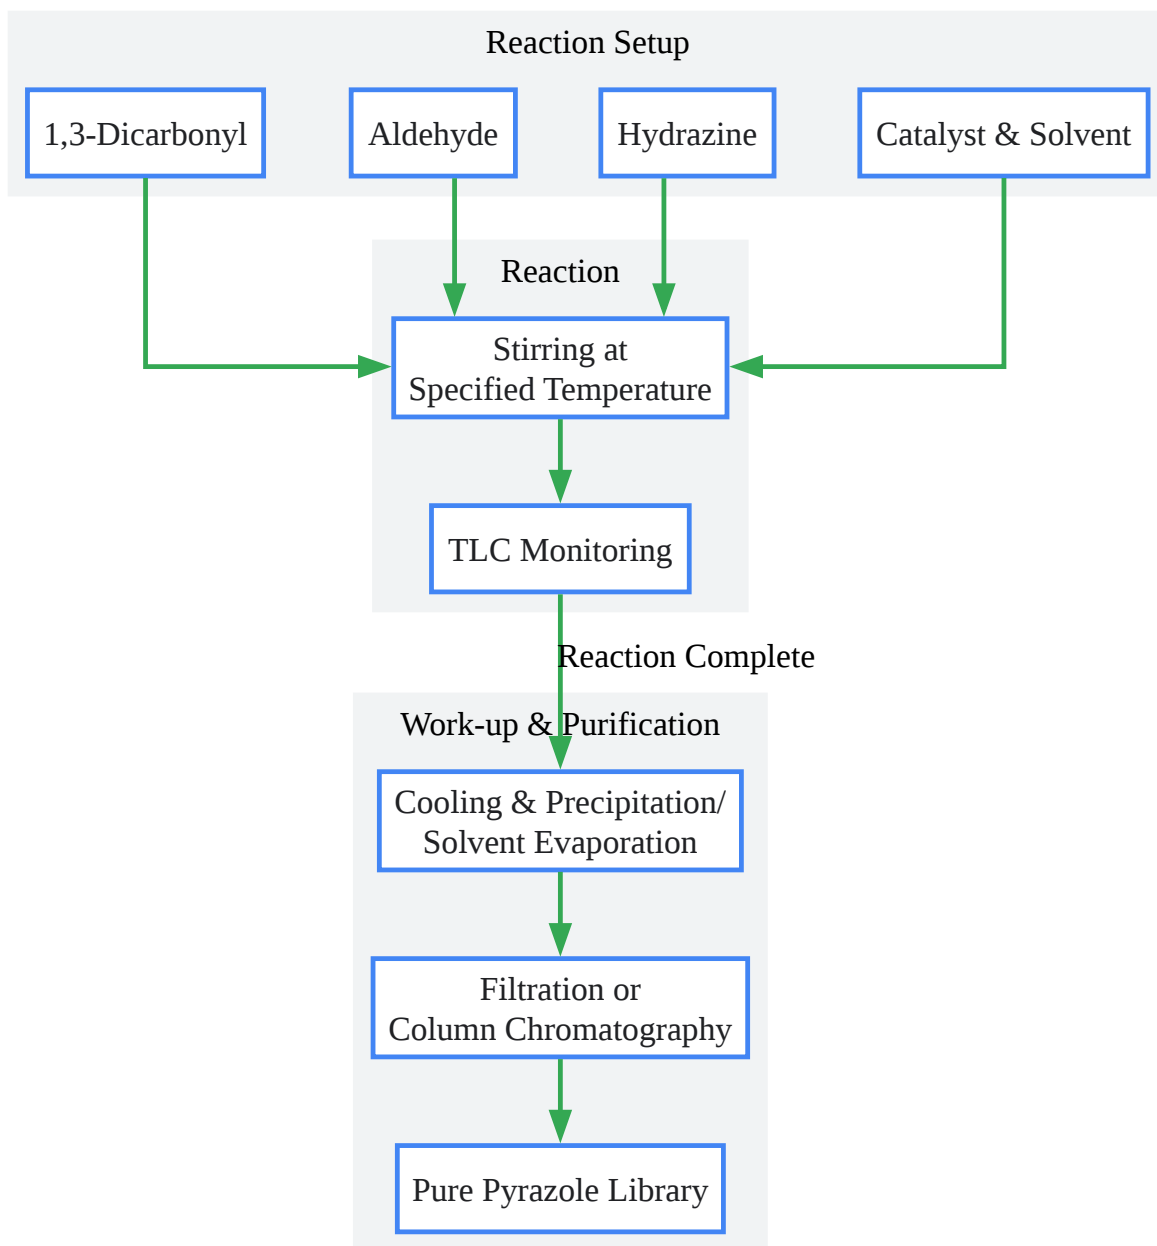 Reaction Setup
1,3-Dicarbonyl
Aldehyde
Hydrazine
Catalyst & Solvent
Reaction
Stirring at
Specified Temperature
TLC Monitoring
Reaction Complete
Work-up & Purification
Cooling & Precipitation/
Solvent Evaporation
Filtration or
Column Chromatography
Pure Pyrazole Library